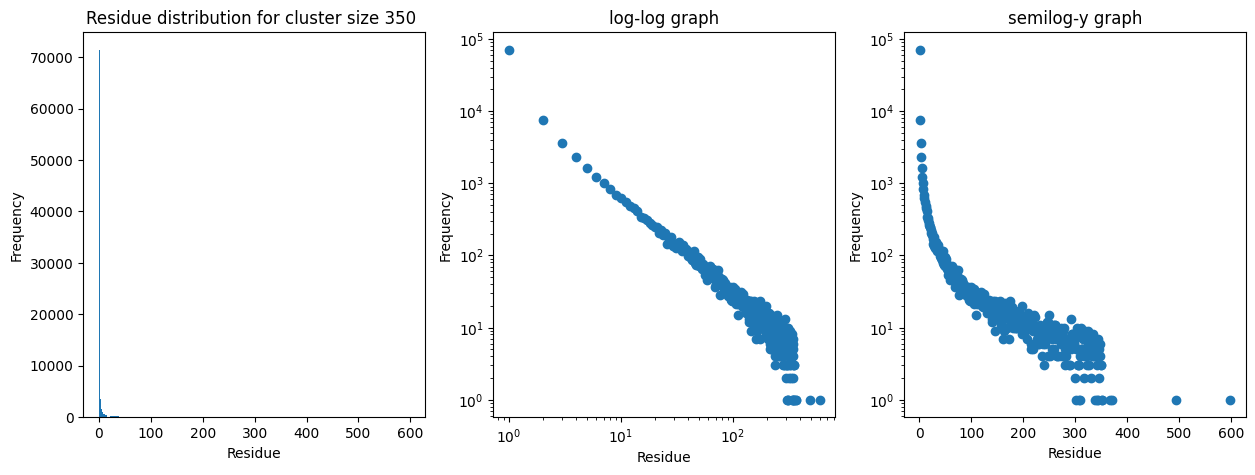 Residue distribution for cluster size 350
70000
60000
50000
40000
30000
20000
10000
0
Frequency
0 100 200 300 400 500 600
Residue
log-log graph
10^5
10^4
10^3
10^2
10^1
10^0
Frequency
10^0 10^1 10^2
Residue
semilog-y graph
10^5
10^4
10^3
10^2
10^1
10^0
Frequency
0 100 200 300 400 500 600
Residue